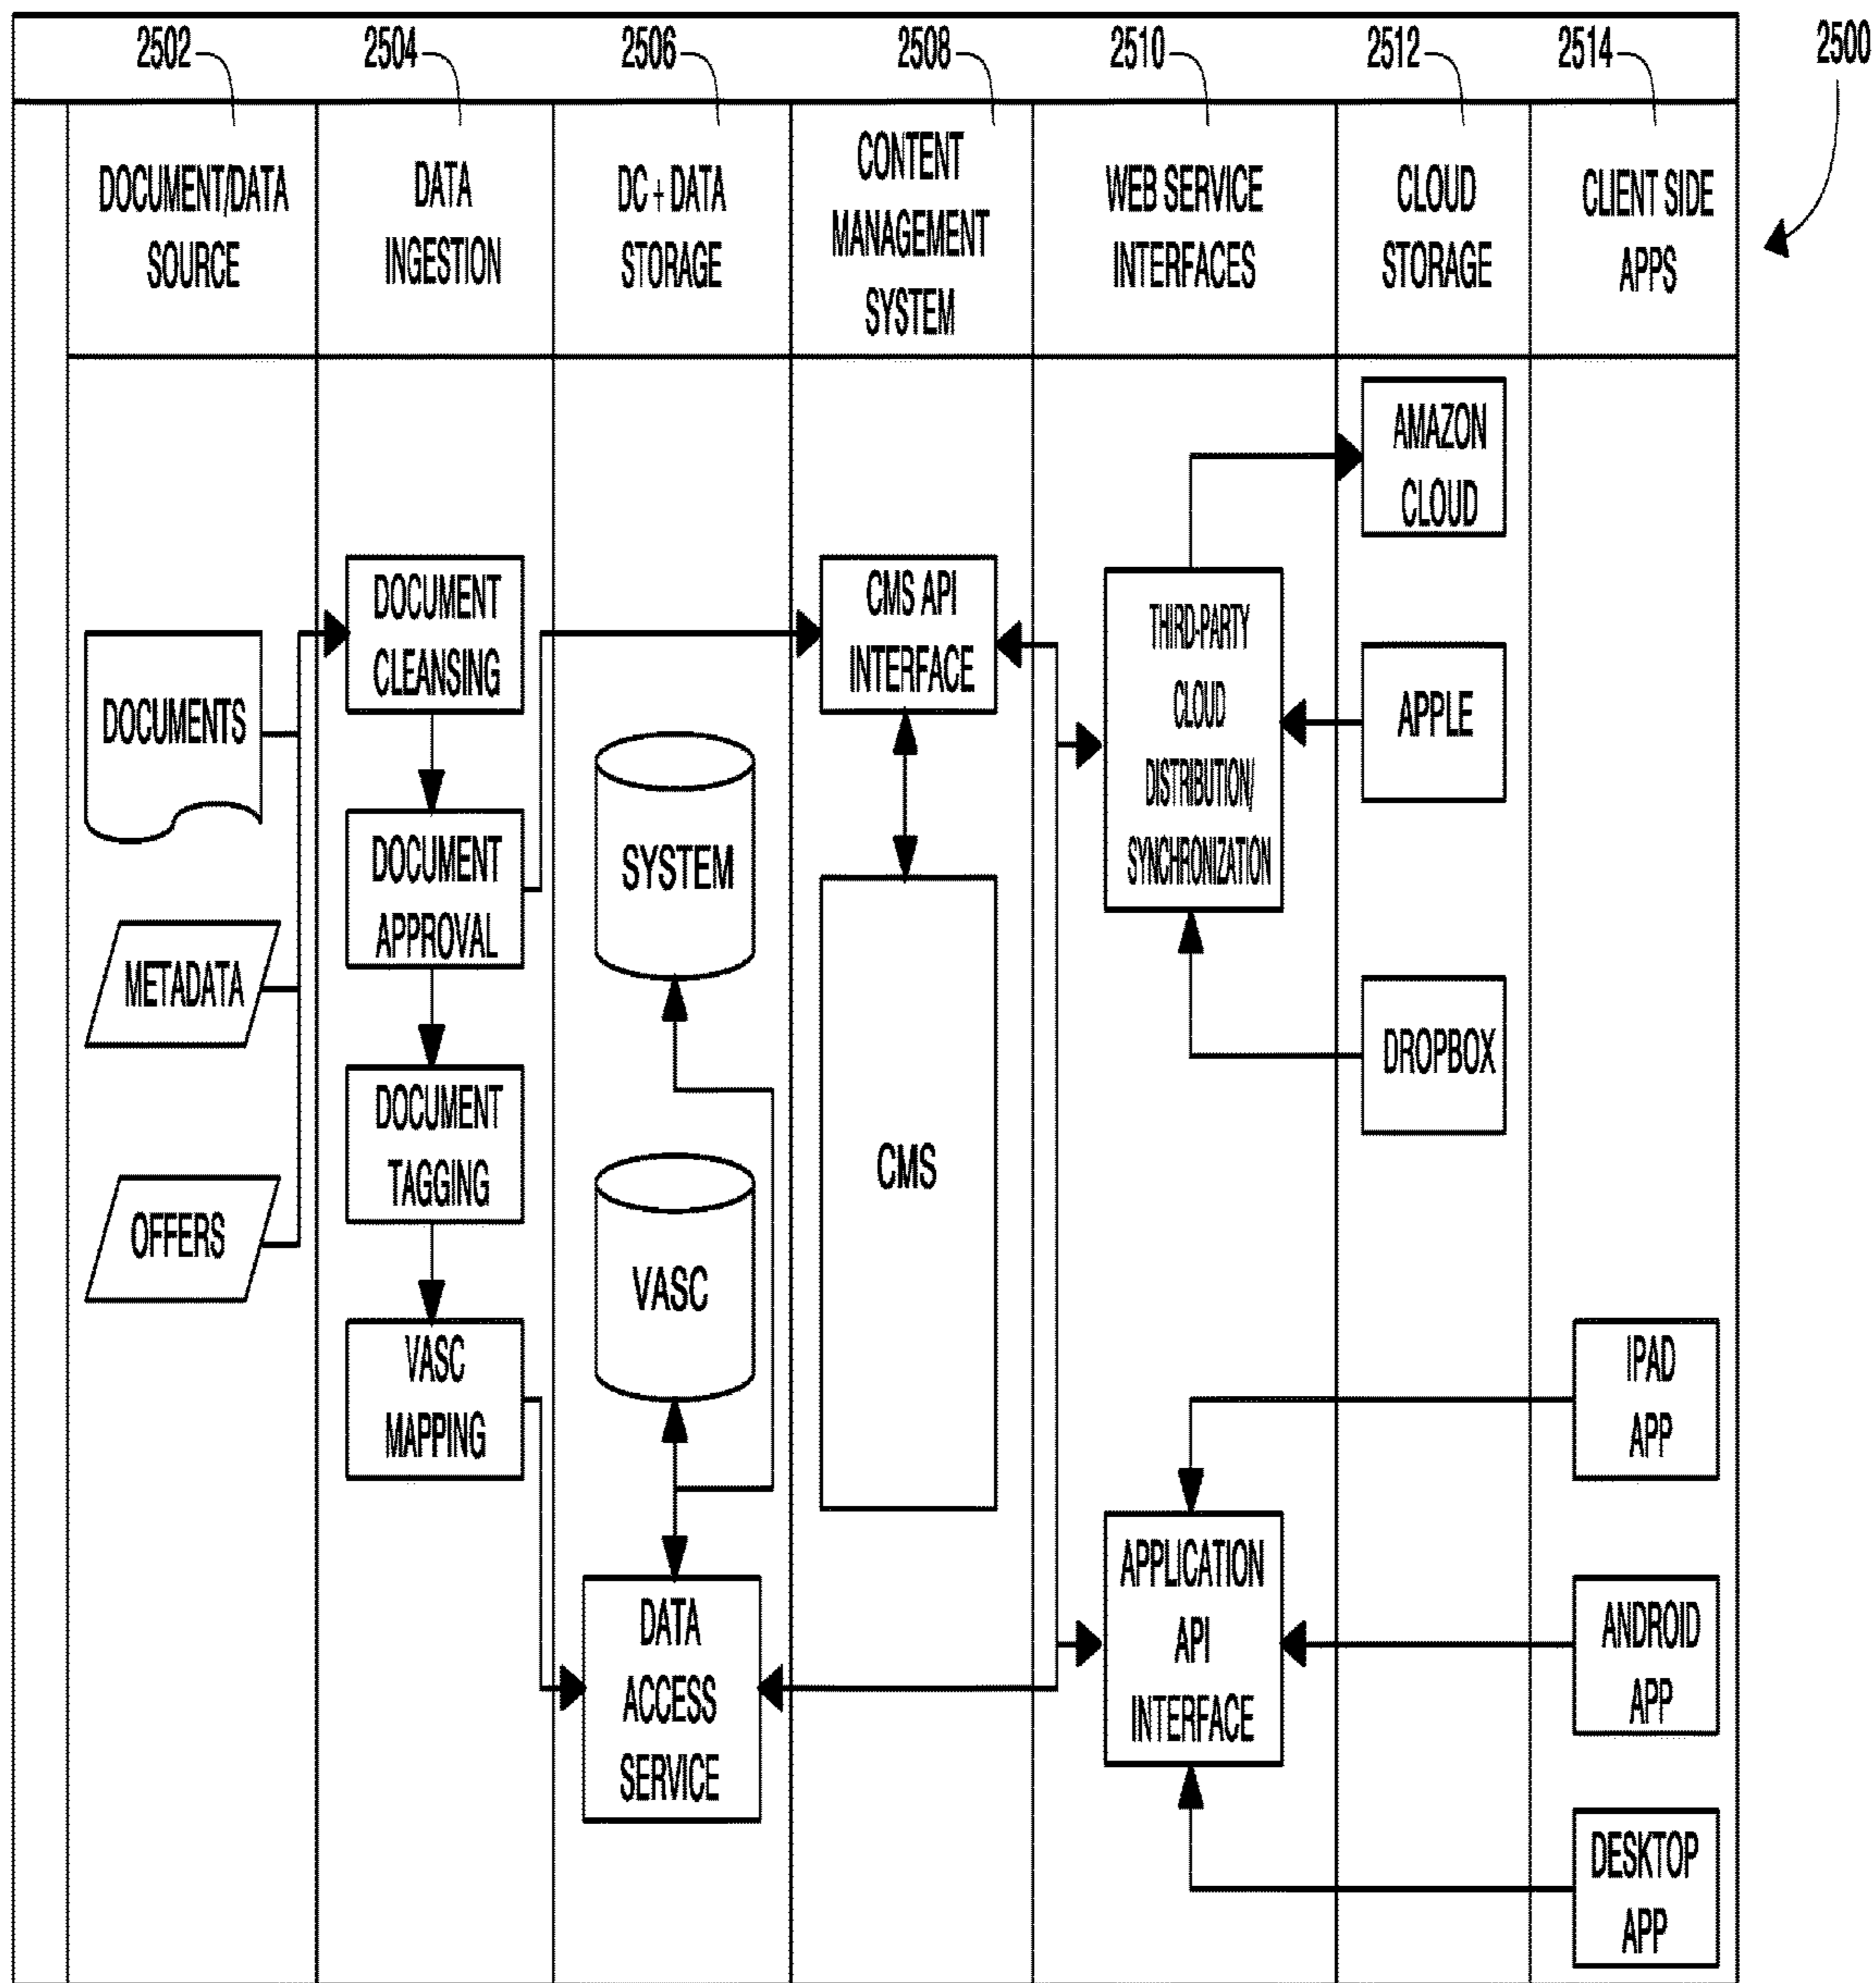 2502
2504
2506
2508
2510
2512
2514
2500
DOCUMENT/DATA
SOURCE
DATA
INGESTION
DC + DATA
STORAGE
CONTENT
MANAGEMENT
SYSTEM
WEB SERVICE
INTERFACES
CLOUD
STORAGE
CLIENT SIDE
APPS
DOCUMENTS
METADATA
OFFERS
DOCUMENT
CLEANSING
DOCUMENT
APPROVAL
DOCUMENT
TAGGING
VASC
MAPPING
SYSTEM
VASC
DATA
ACCESS
SERVICE
CMS API
INTERFACE
CMS
THIRD-PARTY
CLOUD
DISTRIBUTION/
SYNCHRONIZATION
APPLICATION
API
INTERFACE
AMAZON
CLOUD
APPLE
DROPBOX
IPAD
APP
ANDROID
APP
DESKTOP
APP